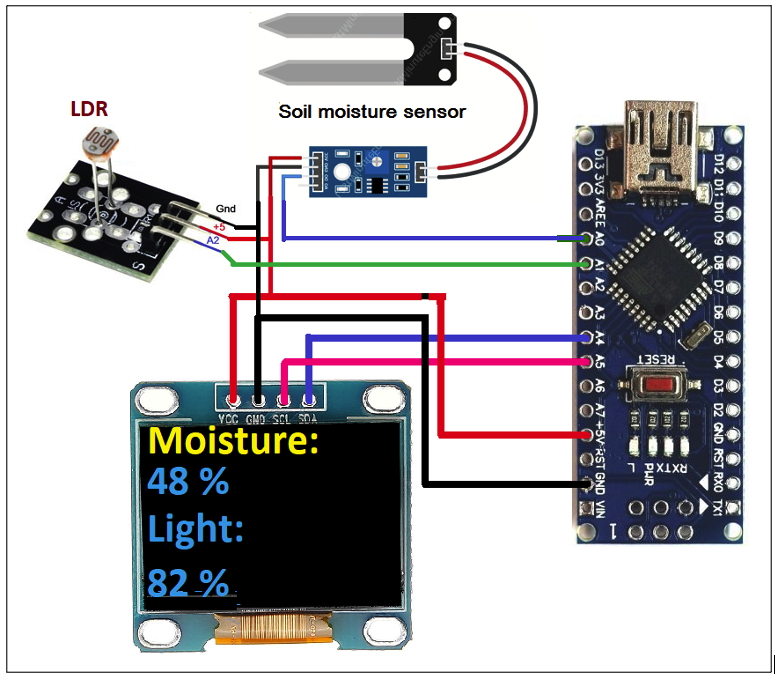 Soil moisture sensor
LDR
Gnd
+5
A2
S
VCC GND SCL SDA
Moisture:
48 %
Light:
82 %
D13
3V3
AREF
A0
A1
A2
A3
A4
A5
A6
A7
+5V
RST
GND
VIN
D12
D11
D10
D9
D8
D7
D6
D5
D4
D3
D2
GND
RST
RX0
TX1
RESET
L
PWR
RXTX
1